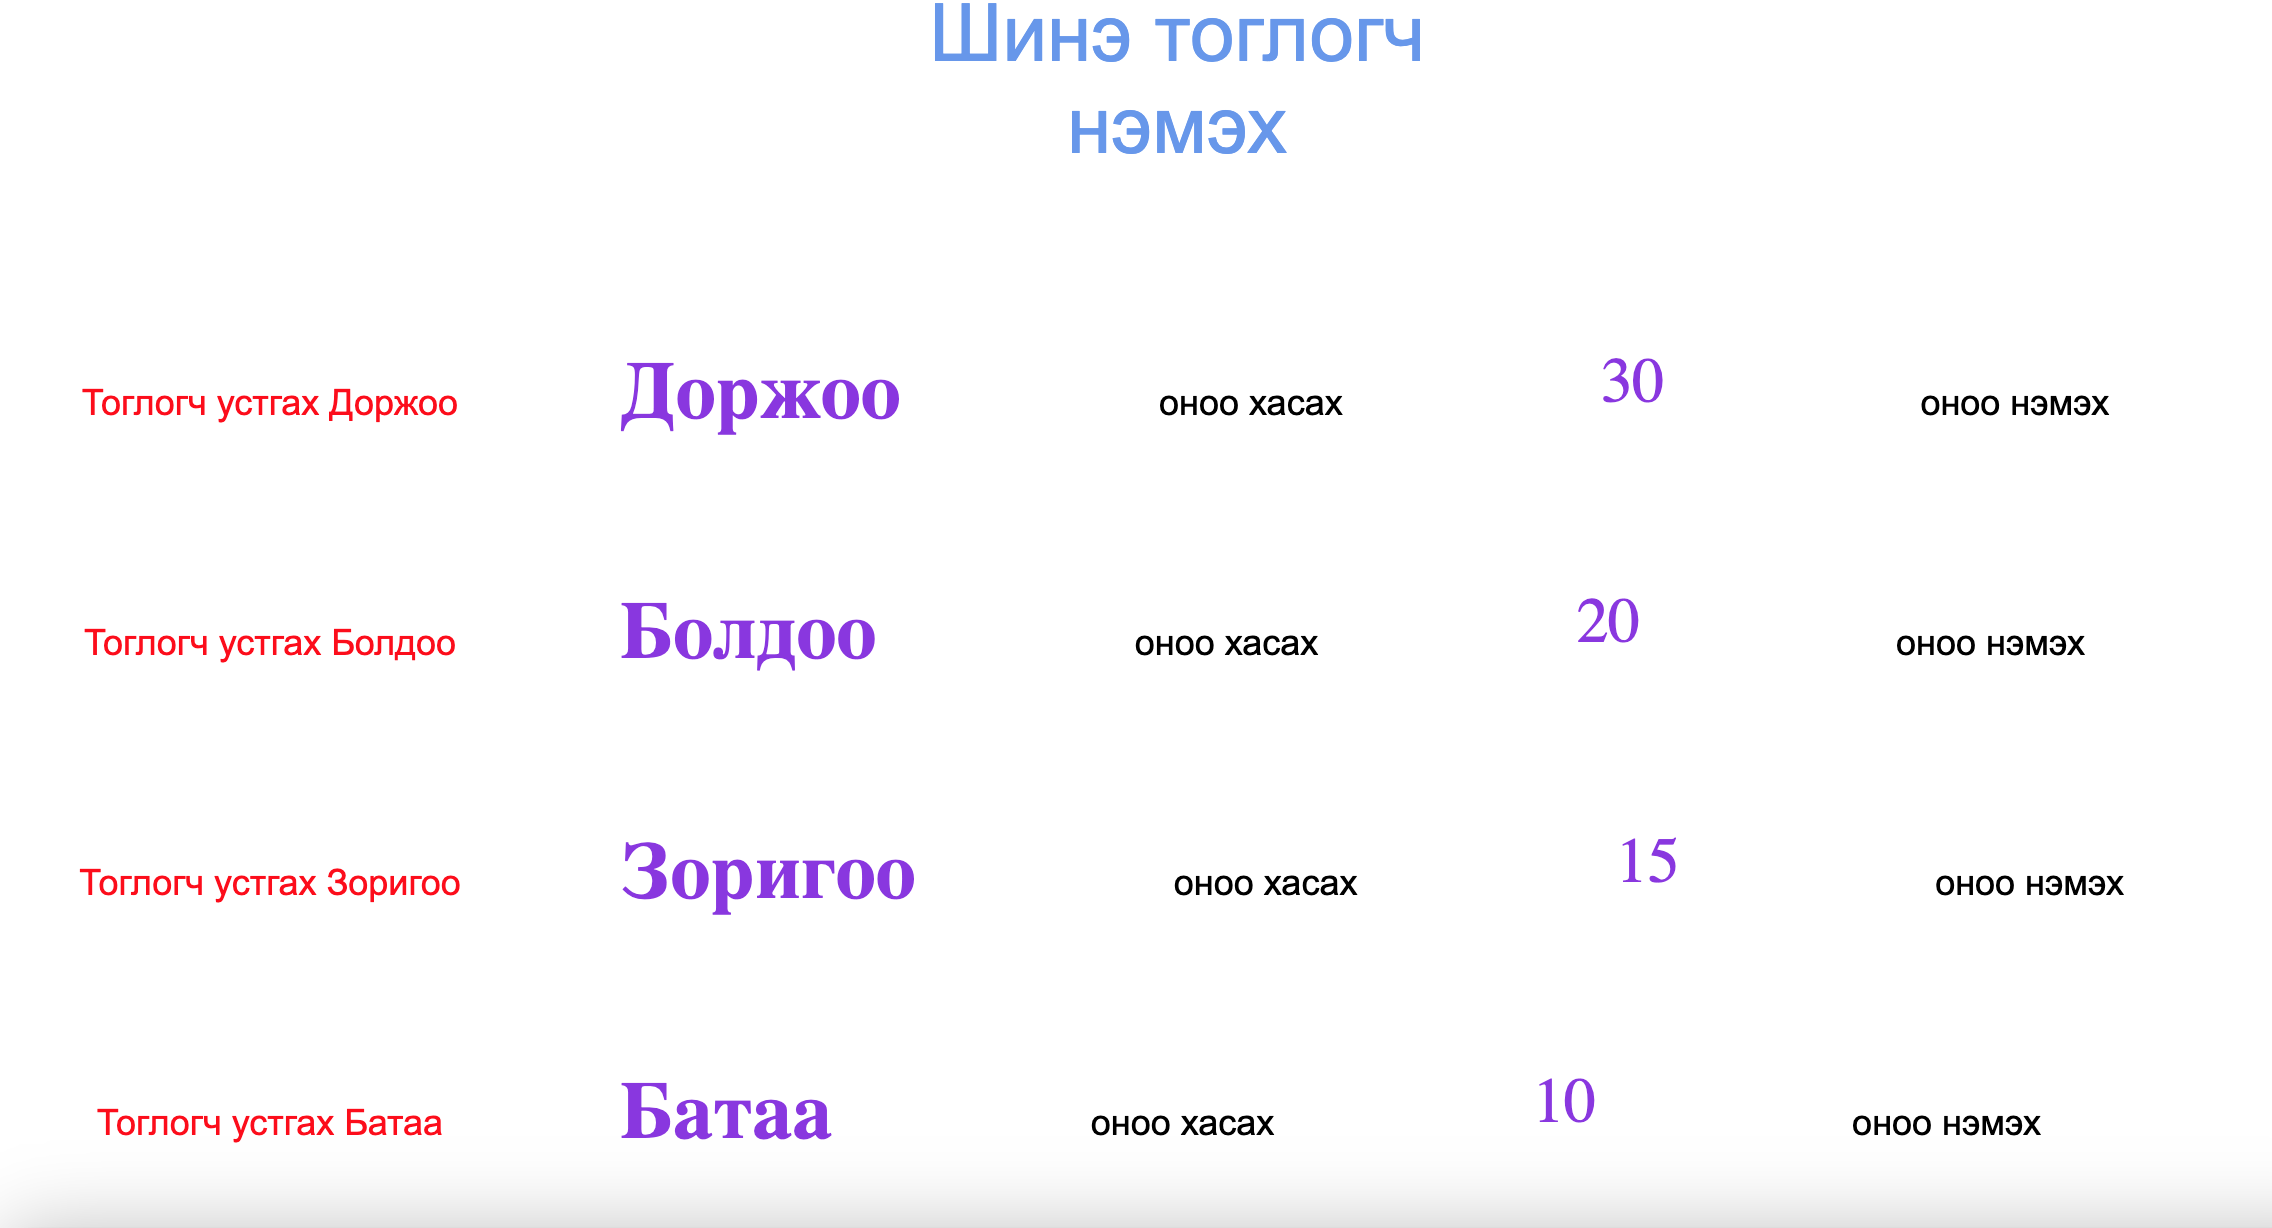 Шинэ тоглогч
нэмэх
Тоглогч устгах Доржоо Доржоо оноо хасах 30 оноо нэмэх
Тоглогч устгах Болдоо Болдоо оноо хасах 20 оноо нэмэх
Тоглогч устгах Зоригоо Зоригоо оноо хасах 15 оноо нэмэх
Тоглогч устгах Батаа Батаа оноо хасах 10 оноо нэмэх